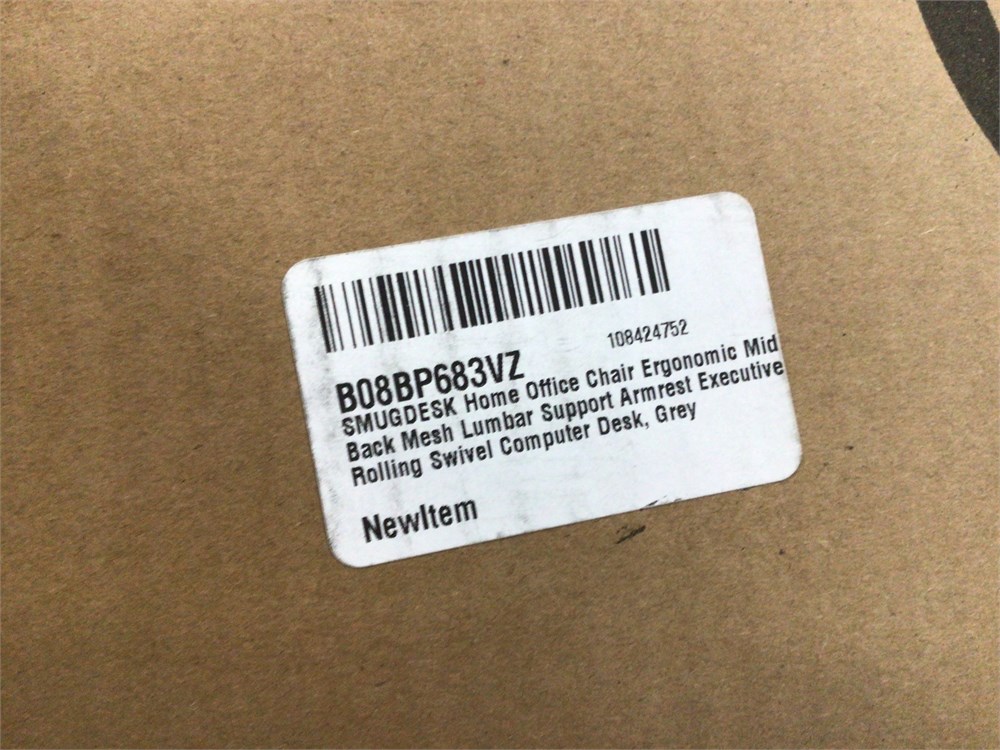 108424752
B08BP683VZ
SMUGDESK Home Office Chair Ergonomic Mid
Back Mesh Lumbar Support Armrest Executive
Rolling Swivel Computer Desk, Grey
NewItem